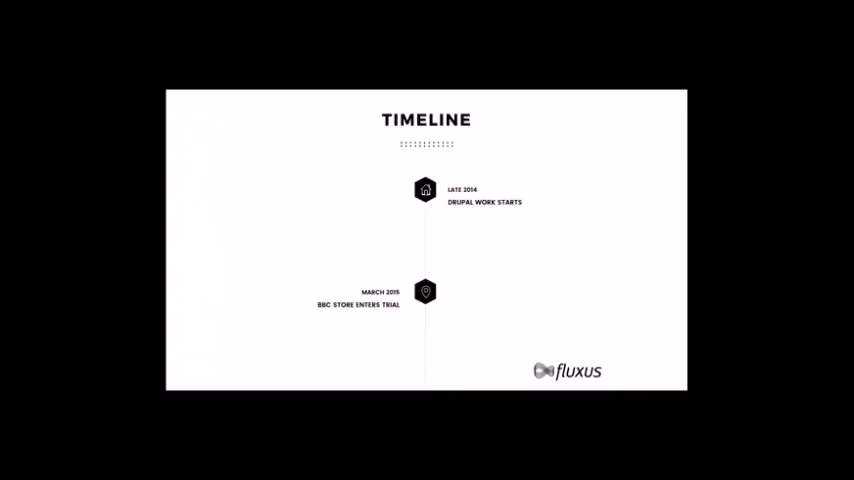 TIMELINE
LATE 2014
DRUPAL WORK STARTS
MARCH 2015
BBC STORE ENTERS TRIAL
fluxus